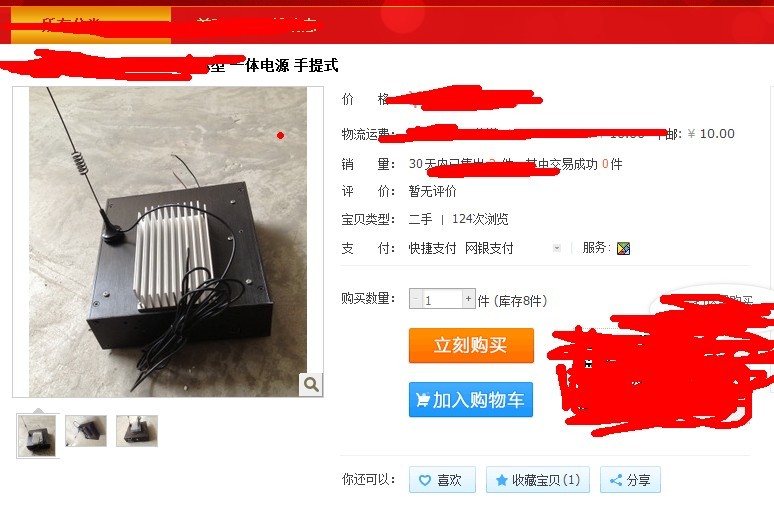 一体电源 手提式
价 格
物流运费: 平邮: ¥ 10.00
销 量: 30天内已售出 件,其中交易成功 0件
评 价: 暂无评价
宝贝类型: 二手 | 124次浏览
支 付: 快捷支付 网银支付 服务:
购买数量: 1 件 (库存8件)
立刻购买
加入购物车
你还可以: 喜欢 收藏宝贝(1) 分享